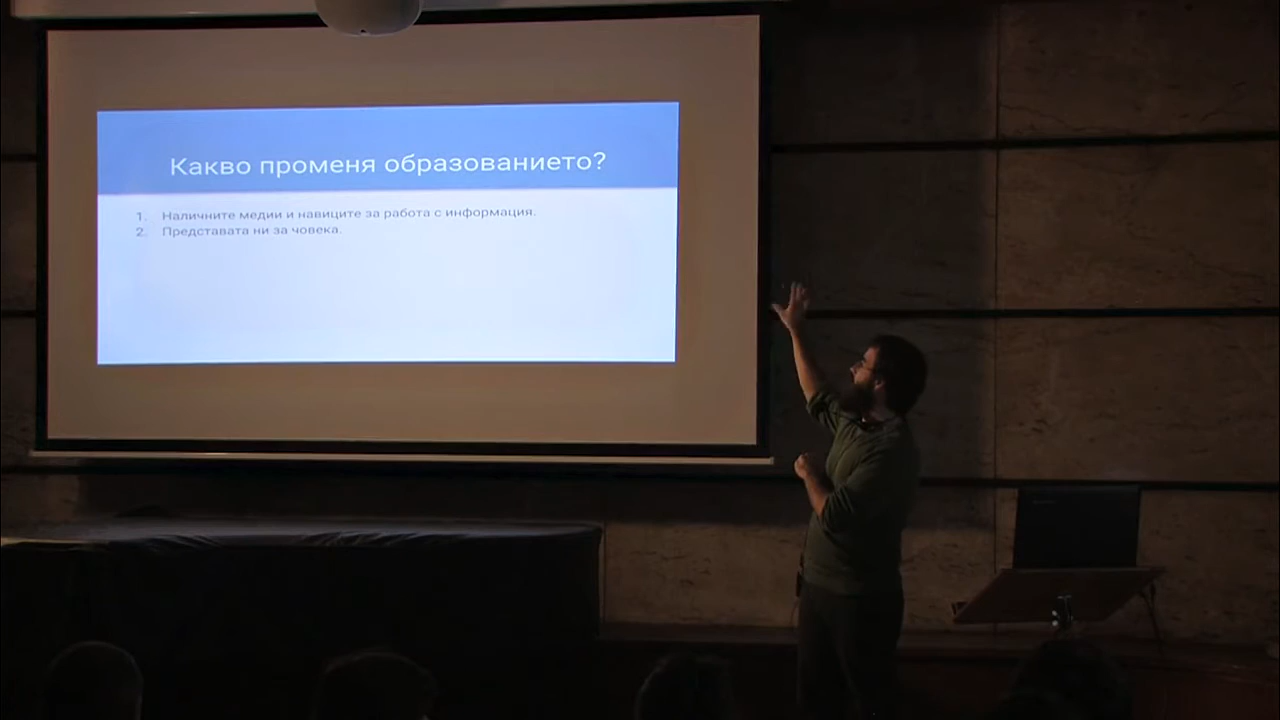 Какво променя образованието?
1. Наличните медии и навиците за работа с информация.
2. Представата ни за човека.